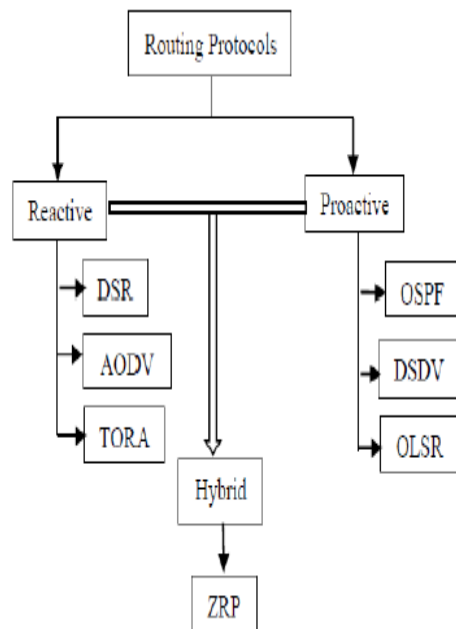 Routing Protocols
Reactive
Proactive
DSR
OSPF
AODV
DSDV
TORA
OLSR
Hybrid
ZRP